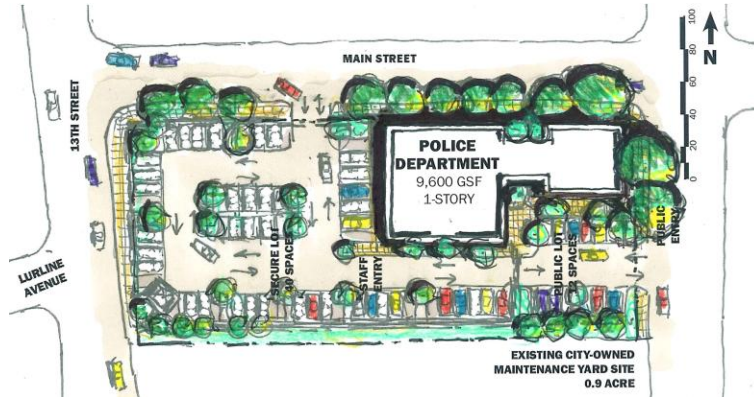 MAIN STREET
100
80
60
40
20
0
N
13TH STREET
POLICE
DEPARTMENT
9,600 GSF
1-STORY
PUBLIC
ENTRY
LURLINE
AVENUE
SECURE LOT
40 SPACES
STAFF
ENTRY
PUBLIC LOT
12 SPACES
EXISTING CITY-OWNED
MAINTENANCE YARD SITE
0.9 ACRE